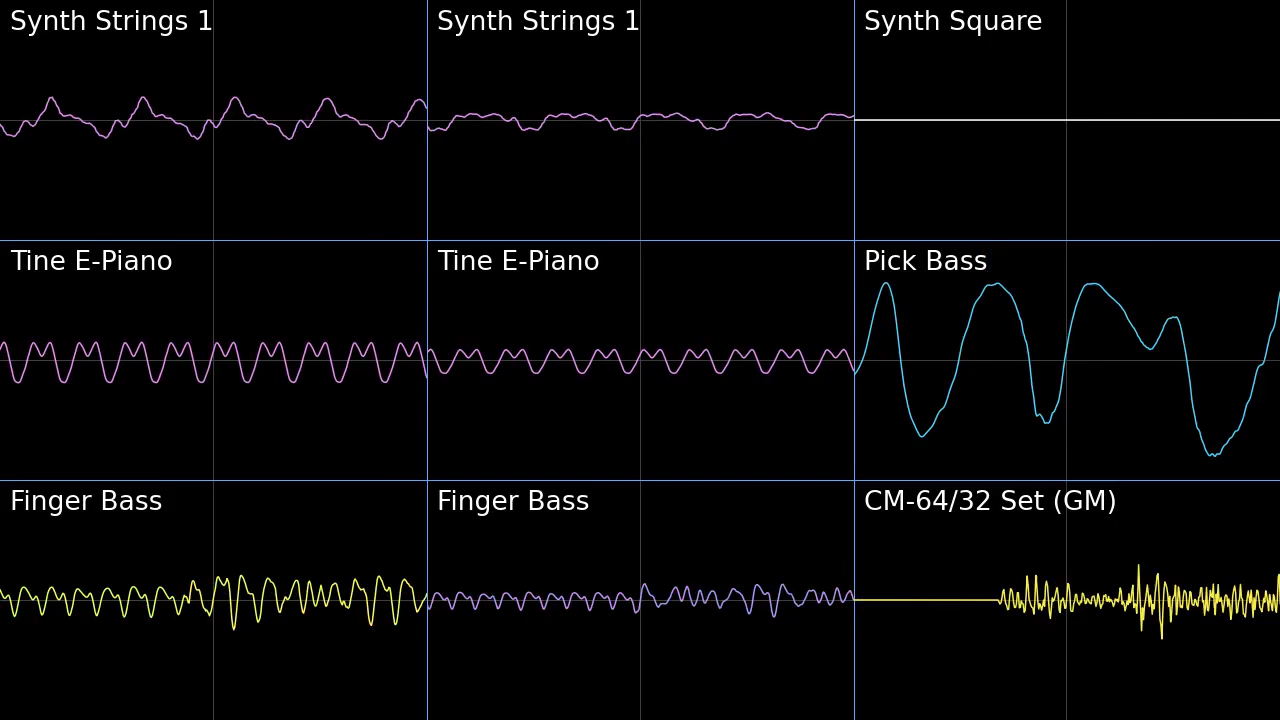 Synth Strings 1
Synth Strings 1
Synth Square
Tine E-Piano
Tine E-Piano
Pick Bass
Finger Bass
Finger Bass
CM-64/32 Set (GM)